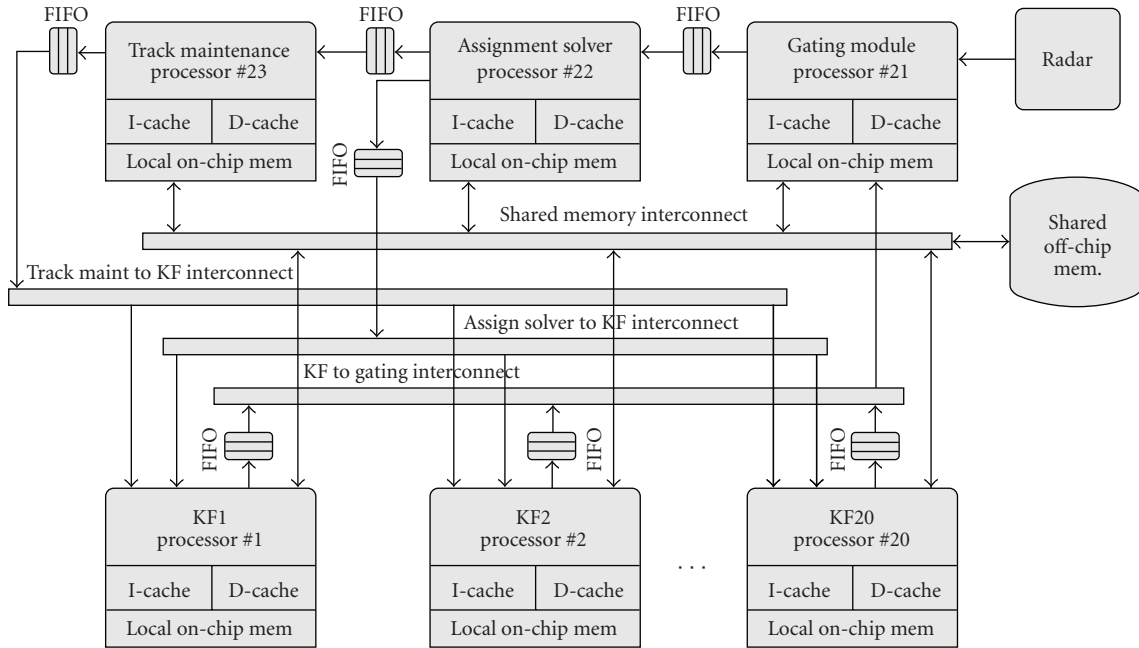 FIFO
FIFO
FIFO
Track maintenance
processor #23
Assignment solver
processor #22
Gating module
processor #21
Radar
I-cache
D-cache
I-cache
D-cache
I-cache
D-cache
Local on-chip mem
Local on-chip mem
Local on-chip mem
FIFO
Shared memory interconnect
Shared
off-chip
mem.
Track maint to KF interconnect
Assign solver to KF interconnect
KF to gating interconnect
FIFO
FIFO
FIFO
KF1
processor #1
KF2
processor #2
KF20
processor #20
. . .
I-cache
D-cache
I-cache
D-cache
I-cache
D-cache
Local on-chip mem
Local on-chip mem
Local on-chip mem